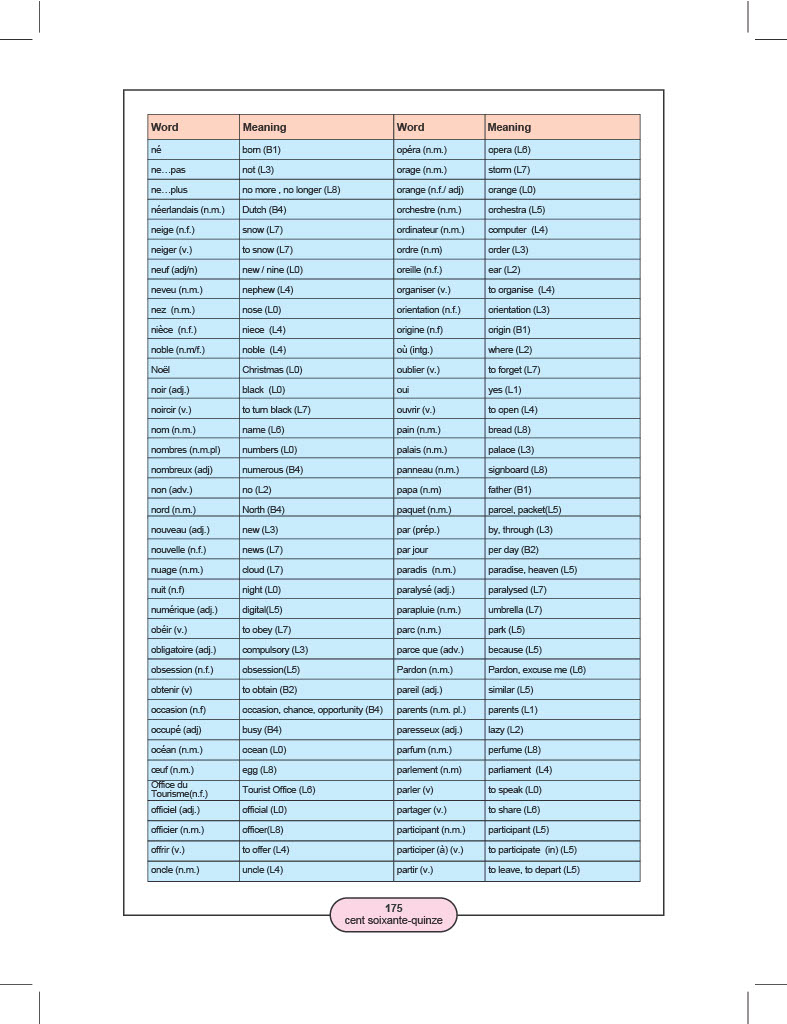 Word Meaning Word Meaning
né born (B1) opéra (n.m.) opera (L6)
ne…pas not (L3) orage (n.m.) storm (L7)
ne…plus no more , no longer (L8) orange (n.f./ adj) orange (L0)
néerlandais (n.m.) Dutch (B4) orchestre (n.m.) orchestra (L5)
neige (n.f.) snow (L7) ordinateur (n.m.) computer (L4)
neiger (v.) to snow (L7) ordre (n.m) order (L3)
neuf (adj/n) new / nine (L0) oreille (n.f.) ear (L2)
neveu (n.m.) nephew (L4) organiser (v.) to organise (L4)
nez (n.m.) nose (L0) orientation (n.f.) orientation (L3)
nièce (n.f.) niece (L4) origine (n.f) origin (B1)
noble (n.m/f.) noble (L4) où (intg.) where (L2)
Noël Christmas (L0) oublier (v.) to forget (L7)
noir (adj.) black (L0) oui yes (L1)
noircir (v.) to turn black (L7) ouvrir (v.) to open (L4)
nom (n.m.) name (L6) pain (n.m.) bread (L8)
nombres (n.m.pl) numbers (L0) palais (n.m.) palace (L3)
nombreux (adj) numerous (B4) panneau (n.m.) signboard (L8)
non (adv.) no (L2) papa (n.m) father (B1)
nord (n.m.) North (B4) paquet (n.m.) parcel, packet(L5)
nouveau (adj.) new (L3) par (prép.) by, through (L3)
nouvelle (n.f.) news (L7) par jour per day (B2)
nuage (n.m.) cloud (L7) paradis (n.m.) paradise, heaven (L5)
nuit (n.f) night (L0) paralysé (adj.) paralysed (L7)
numérique (adj.) digital(L5) parapluie (n.m.) umbrella (L7)
obéir (v.) to obey (L7) parc (n.m.) park (L5)
obligatoire (adj.) compulsory (L3) parce que (adv.) because (L5)
obsession (n.f.) obsession(L5) Pardon (n.m.) Pardon, excuse me (L6)
obtenir (v) to obtain (B2) pareil (adj.) similar (L5)
occasion (n.f) occasion, chance, opportunity (B4) parents (n.m. pl.) parents (L1)
occupé (adj) busy (B4) paresseux (adj.) lazy (L2)
océan (n.m.) ocean (L0) parfum (n.m.) perfume (L8)
œuf (n.m.) egg (L8) parlement (n.m) parliament (L4)
Office du
Tourisme(n.f.) Tourist Office (L6) parler (v) to speak (L0)
officiel (adj.) official (L0) partager (v.) to share (L6)
officier (n.m.) officer(L8) participant (n.m.) participant (L5)
offrir (v.) to offer (L4) participer (à) (v.) to participate (in) (L5)
oncle (n.m.) uncle (L4) partir (v.) to leave, to depart (L5)
175
cent soixante-quinze